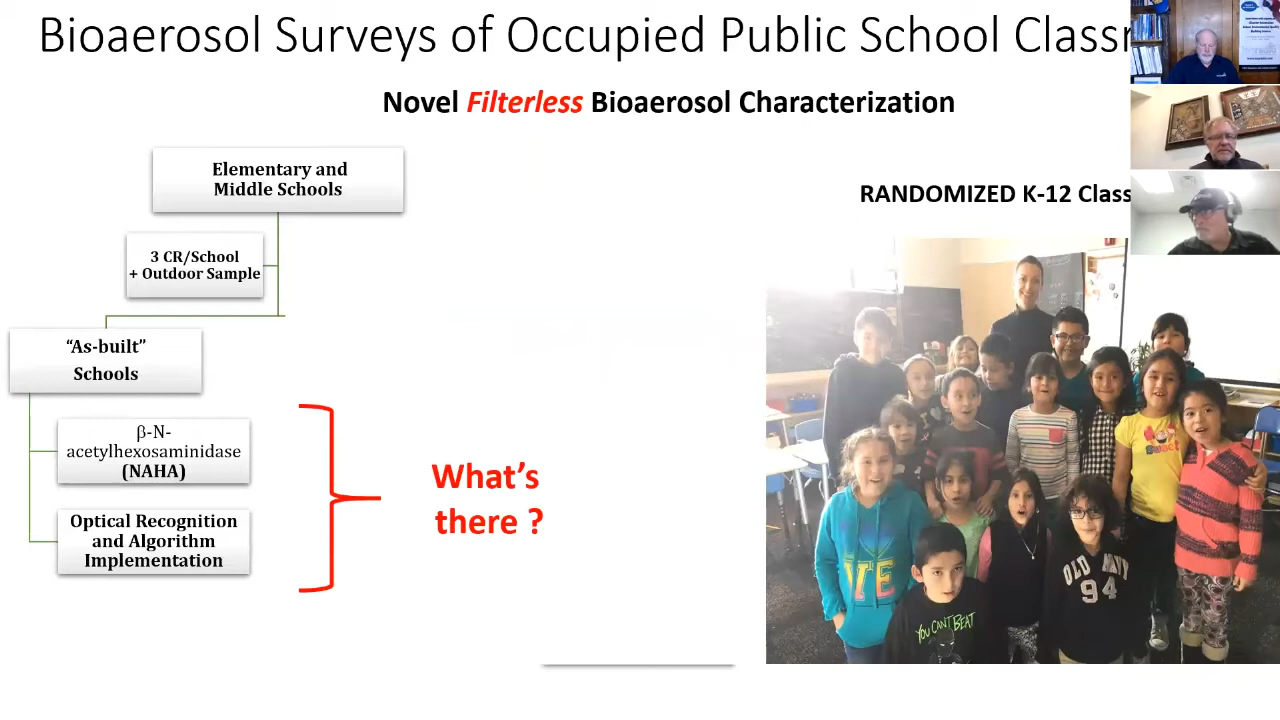 Bioaerosol Surveys of Occupied Public School Classr
Novel Filterless Bioaerosol Characterization
Elementary and
Middle Schools
RANDOMIZED K-12 Class
3 CR/School
+ Outdoor Sample
“As-built”
Schools
β-N-
acetylhexosaminidase
(NAHA)
Optical Recognition
and Algorithm
Implementation
What’s
there ?
SWEET
OLD NAVY
94
YOU CAN'T BEAT